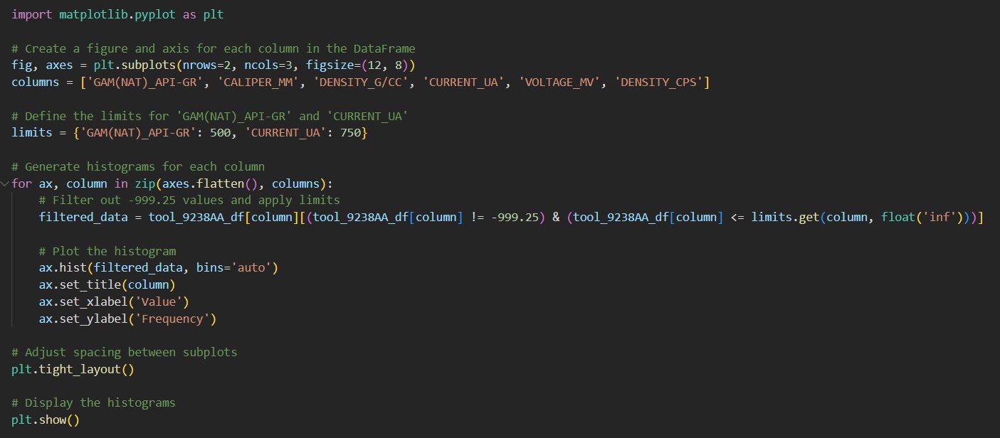 import matplotlib.pyplot as plt

# Create a figure and axis for each column in the DataFrame
fig, axes = plt.subplots(nrows=2, ncols=3, figsize=(12, 8))
columns = ['GAM(NAT)_API-GR', 'CALIPER_MM', 'DENSITY_G/CC', 'CURRENT_UA', 'VOLTAGE_MV', 'DENSITY_CPS']

# Define the limits for 'GAM(NAT)_API-GR' and 'CURRENT_UA'
limits = {'GAM(NAT)_API-GR': 500, 'CURRENT_UA': 750}

# Generate histograms for each column
for ax, column in zip(axes.flatten(), columns):
    # Filter out -999.25 values and apply limits
    filtered_data = tool_9238AA_df[column][(tool_9238AA_df[column] != -999.25) & (tool_9238AA_df[column] <= limits.get(column, float('inf')))]

    # Plot the histogram
    ax.hist(filtered_data, bins='auto')
    ax.set_title(column)
    ax.set_xlabel('Value')
    ax.set_ylabel('Frequency')

# Adjust spacing between subplots
plt.tight_layout()

# Display the histograms
plt.show()